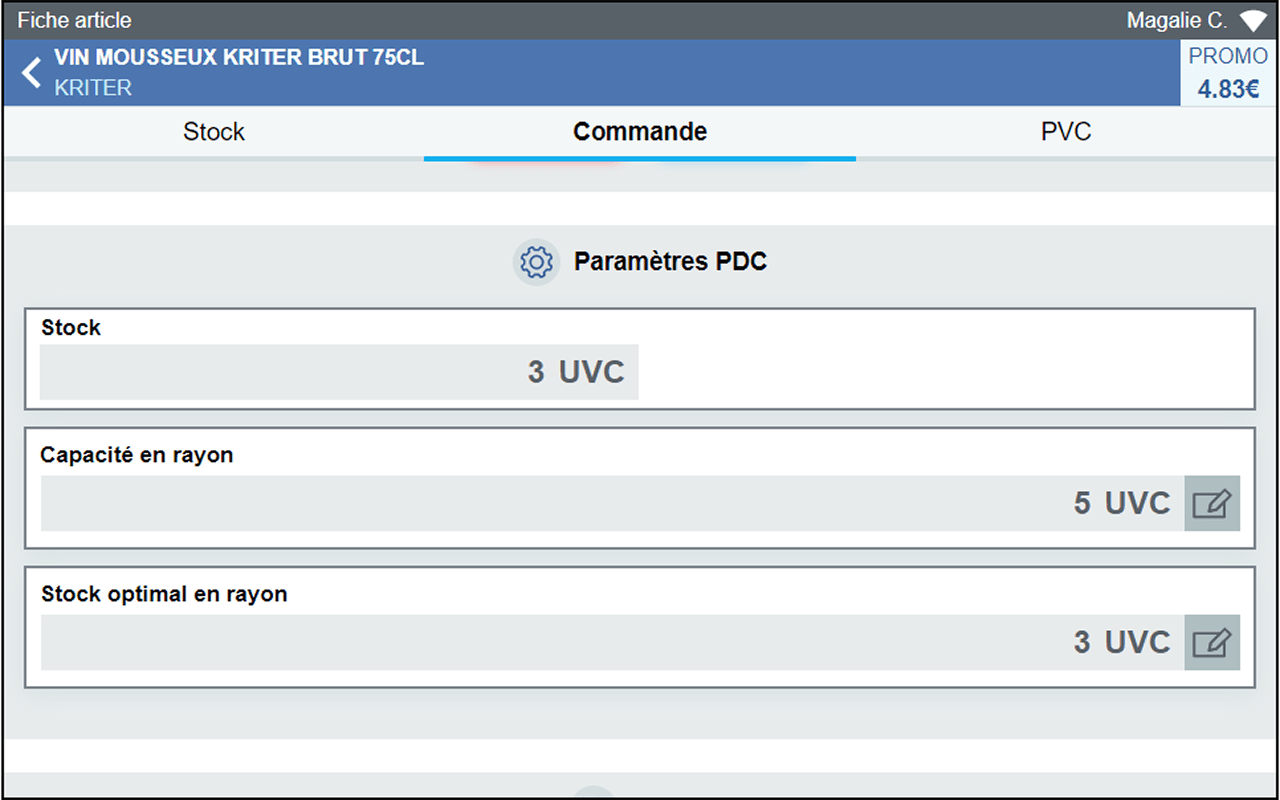 Fiche article
Magalie C.
VIN MOUSSEUX KRITER BRUT 75CL
KRITER
PROMO
4.83€
Stock
Commande
PVC
Paramètres PDC
Stock
3 UVC
Capacité en rayon
5 UVC
Stock optimal en rayon
3 UVC